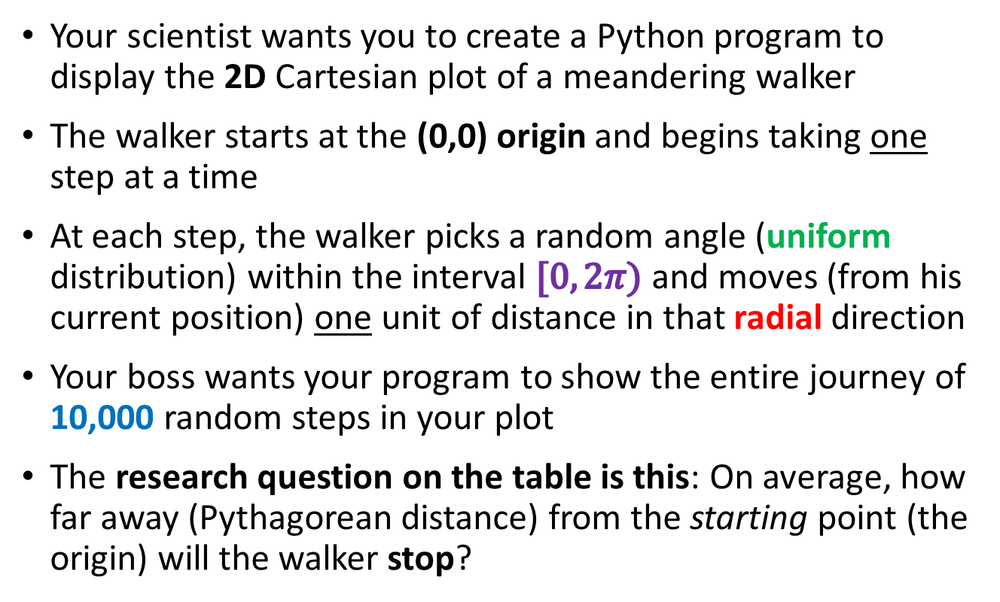 • Your scientist wants you to create a Python program to
display the 2D Cartesian plot of a meandering walker
• The walker starts at the (0,0) origin and begins taking one
step at a time
• At each step, the walker picks a random angle (uniform
distribution) within the interval [0, 2π) and moves (from his
current position) one unit of distance in that radial direction
• Your boss wants your program to show the entire journey of
10,000 random steps in your plot
• The research question on the table is this: On average, how
far away (Pythagorean distance) from the starting point (the
origin) will the walker stop?